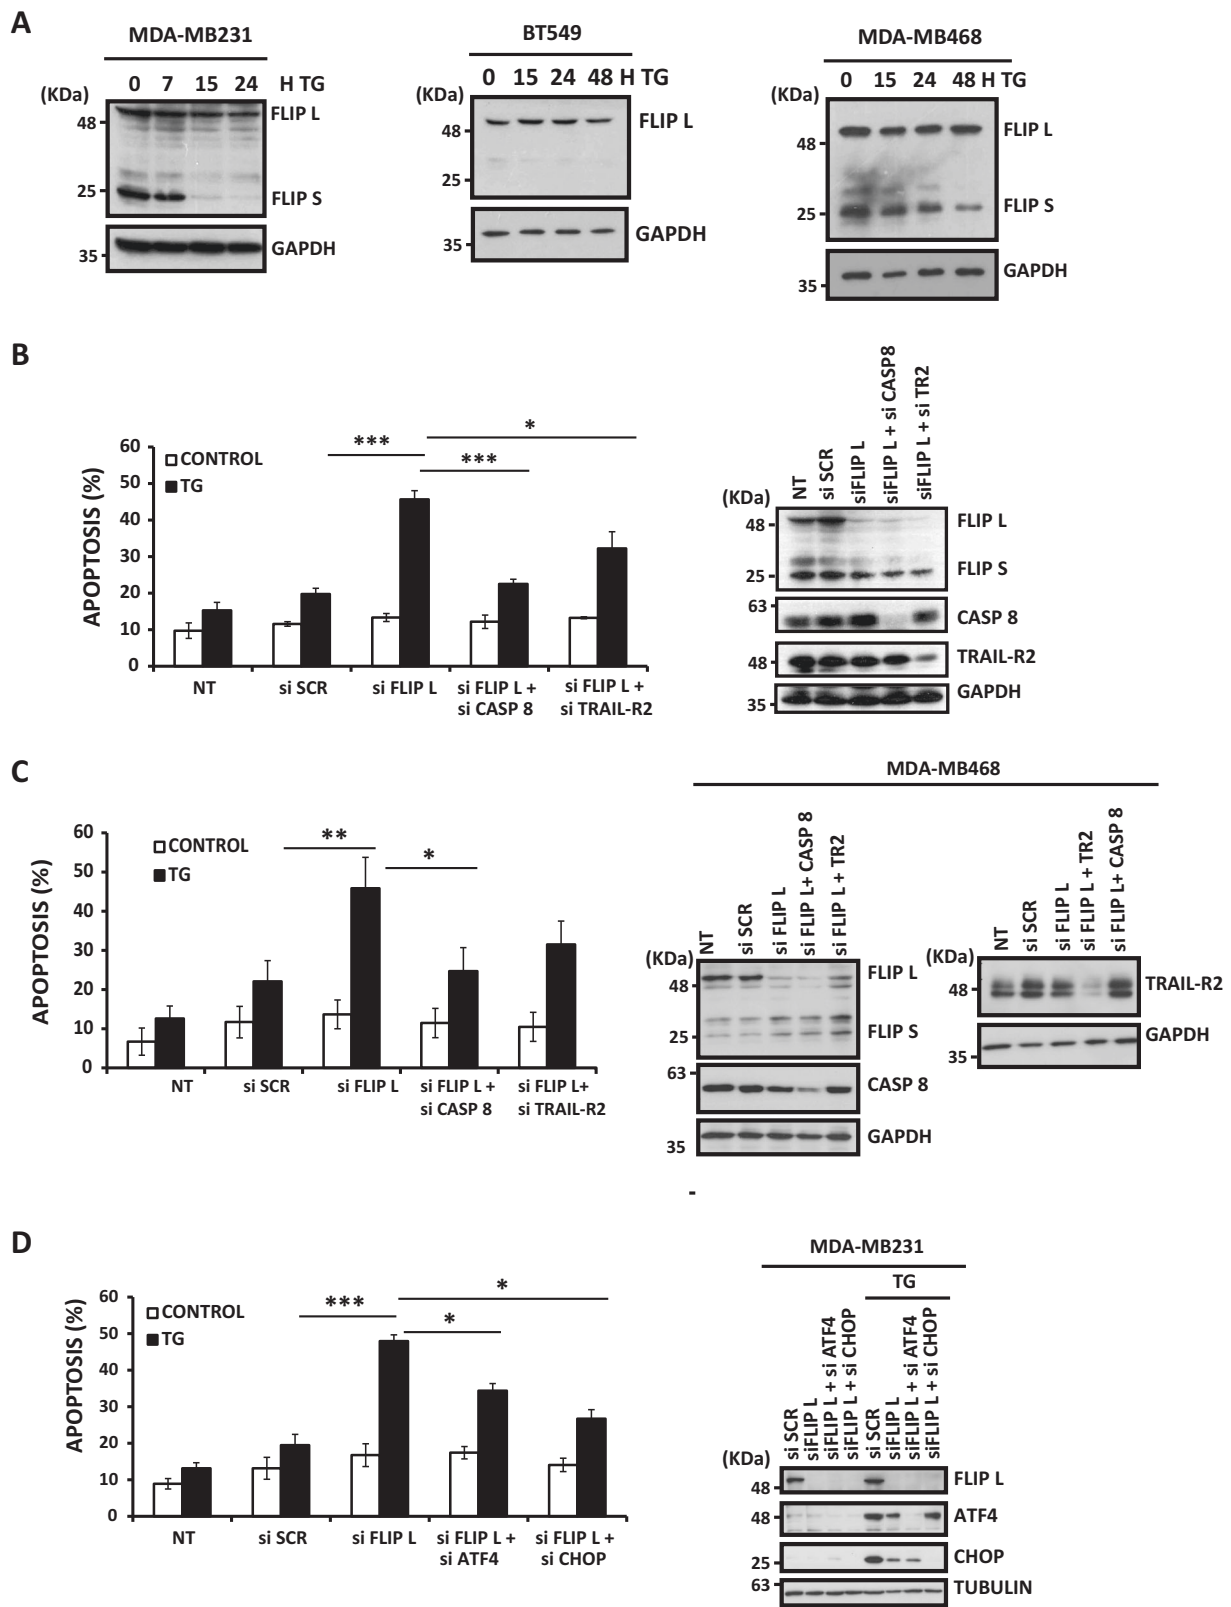 A
MDA-MB231
0 7 15 24 H TG
(KDa)
FLIP L
48
25
FLIP S
GAPDH
35
BT549
0 15 24 48 H TG
(KDa)
FLIP L
48
25
GAPDH
35
MDA-MB468
0 15 24 48 H TG
(KDa)
FLIP L
48
FLIP S
25
GAPDH
35
B
APOPTOSIS (%)
60
50
40
30
20
10
0
CONTROL
TG
***
***
*
NT
si SCR
si FLIP L
si FLIP L +
si CASP 8
si FLIP L +
si TRAIL-R2
NT
si SCR
siFLIP L
siFLIP L + si CASP8
siFLIP L + si TR2
(KDa)
FLIP L
48
FLIP S
25
63
CASP 8
TRAIL-R2
48
GAPDH
35
C
APOPTOSIS (%)
60
50
40
30
20
10
0
CONTROL
TG
**
*
NT
si SCR
si FLIP L
si FLIP L +
si CASP 8
si FLIP L+
si TRAIL-R2
MDA-MB468
NT
si SCR
si FLIP L
si FLIP L+ CASP 8
si FLIP L + TR2
(KDa)
FLIP L
48
FLIP S
25
63
CASP 8
GAPDH
35
-
NT
si SCR
si FLIP L
si FLIP L + TR2
si FLIP L+ CASP 8
(KDa)
TRAIL-R2
48
GAPDH
35
D
APOPTOSIS (%)
60
50
40
30
20
10
0
CONTROL
TG
***
*
*
NT
si SCR
si FLIP L
si FLIP L +
si ATF4
si FLIP L +
si CHOP
MDA-MB231
TG
si SCR
siFLIP L
siFLIP L + si ATF4
siFLIP L + si CHOP
si SCR
siFLIP L
siFLIP L + si ATF4
siFLIP L + si CHOP
(KDa)
FLIP L
48
ATF4
48
CHOP
25
63
TUBULIN